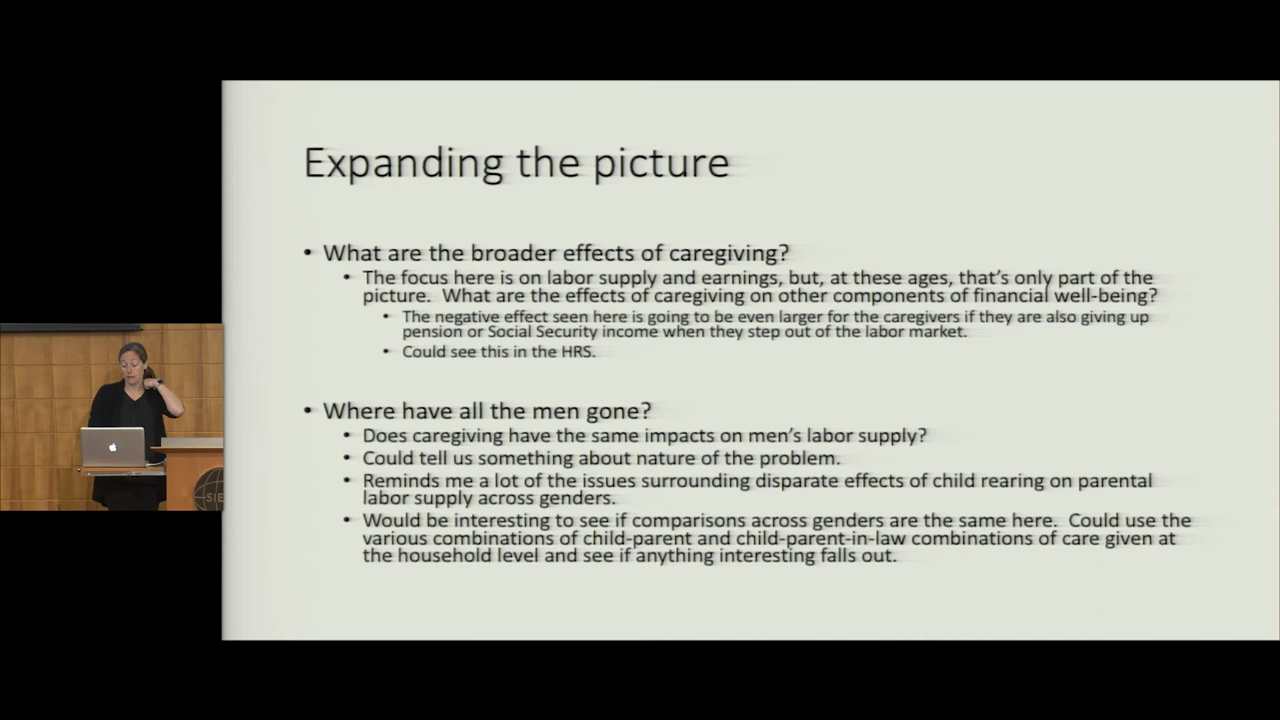 Expanding the picture
• What are the broader effects of caregiving?
• The focus here is on labor supply and earnings, but, at these ages, that's only part of the
picture. What are the effects of caregiving on other components of financial well-being?
• The negative effect seen here is going to be even larger for the caregivers if they are also giving up
pension or Social Security income when they step out of the labor market.
• Could see this in the HRS.
• Where have all the men gone?
• Does caregiving have the same impacts on men's labor supply?
• Could tell us something about nature of the problem.
• Reminds me a lot of the issues surrounding disparate effects of child rearing on parental
labor supply across genders.
• Would be interesting to see if comparisons across genders are the same here. Could use the
various combinations of child-parent and child-parent-in-law combinations of care given at
the household level and see if anything interesting falls out.